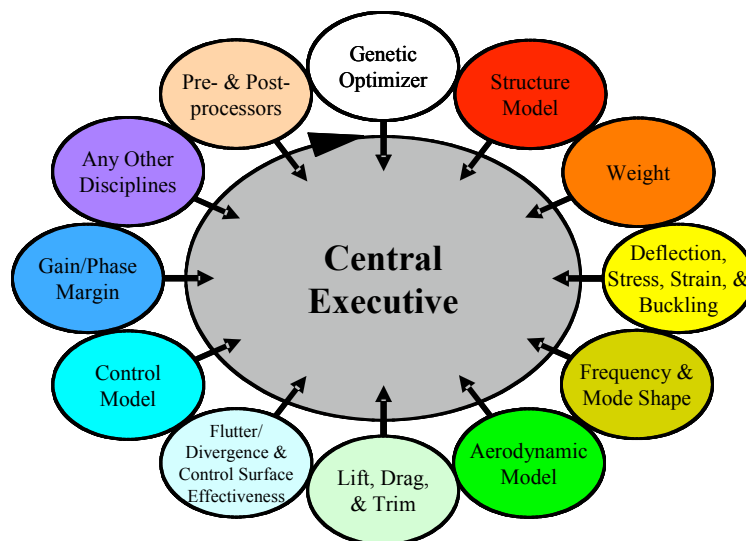 Genetic
Optimizer
Structure
Model
Weight
Deflection,
Stress, Strain, &
Buckling
Frequency &
Mode Shape
Aerodynamic
Model
Lift, Drag,
& Trim
Flutter/
Divergence &
Control Surface
Effectiveness
Control
Model
Gain/Phase
Margin
Any Other
Disciplines
Pre- & Post-
processors
Central
Executive